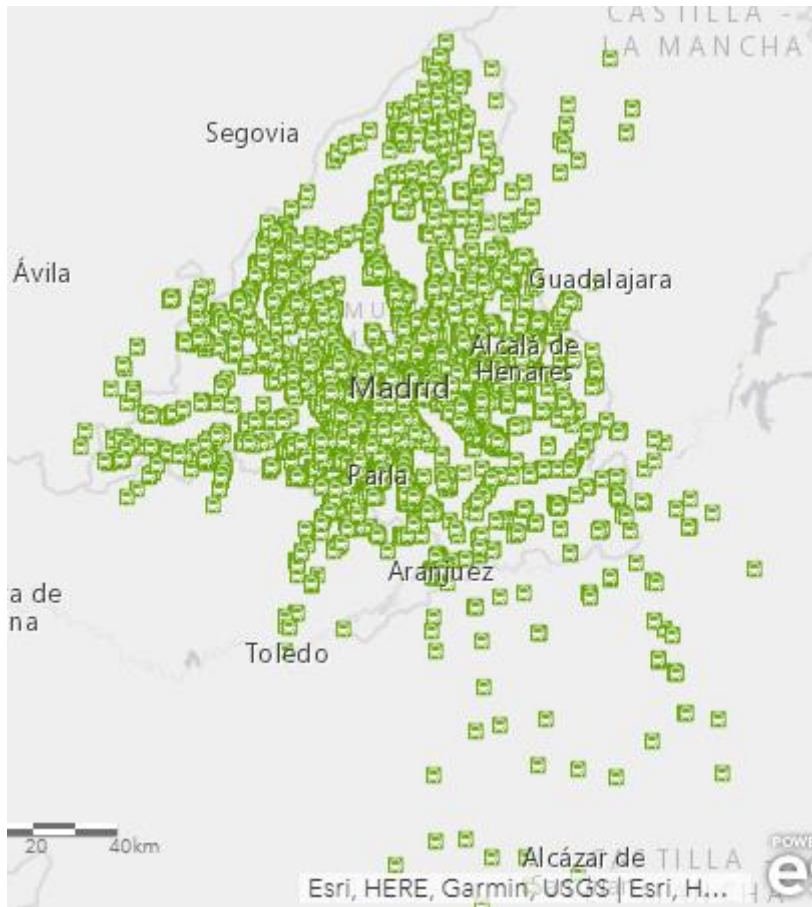 CASTILLA -
LA MANCHA
Segovia
Ávila
Guadalajara
Alcalá de
Henares
Madrid
Parla
Aranjuez
a de
na
Toledo
20
40km
Alcázar de
CASTILLA -
Esri, HERE, Garmin, USGS | Esri, H...